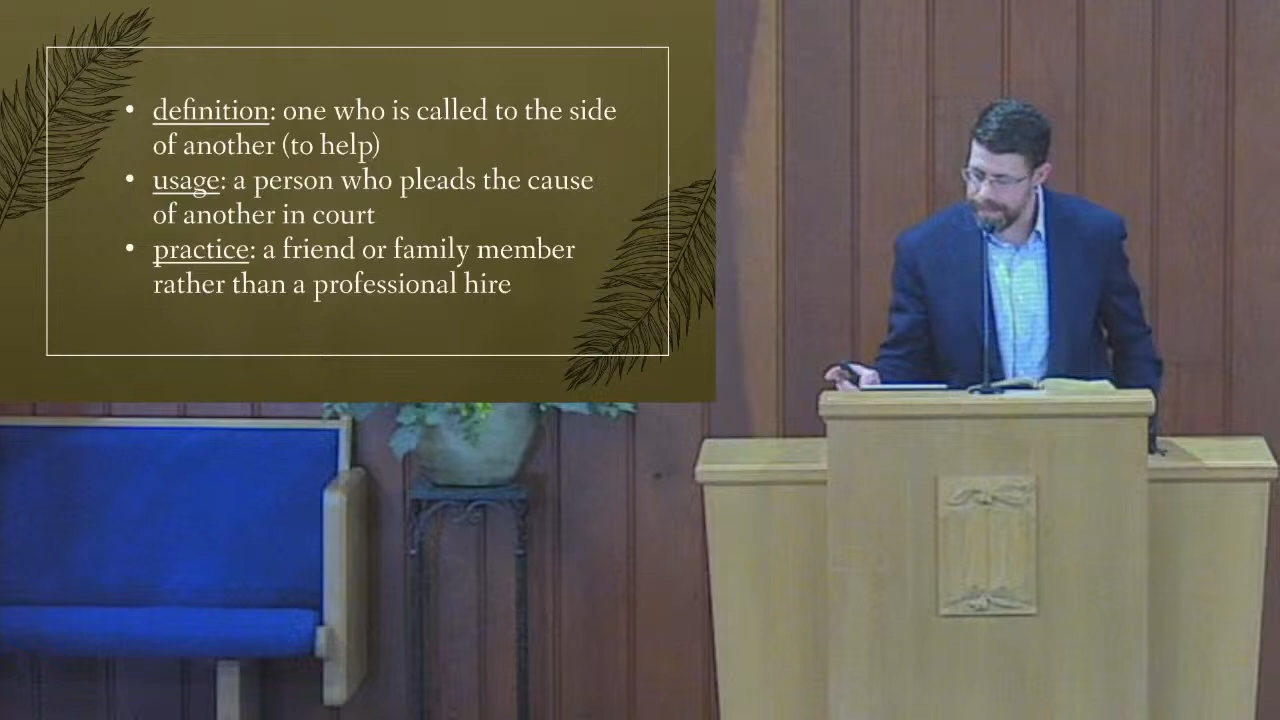 • definition: one who is called to the side
of another (to help)
• usage: a person who pleads the cause
of another in court
• practice: a friend or family member
rather than a professional hire